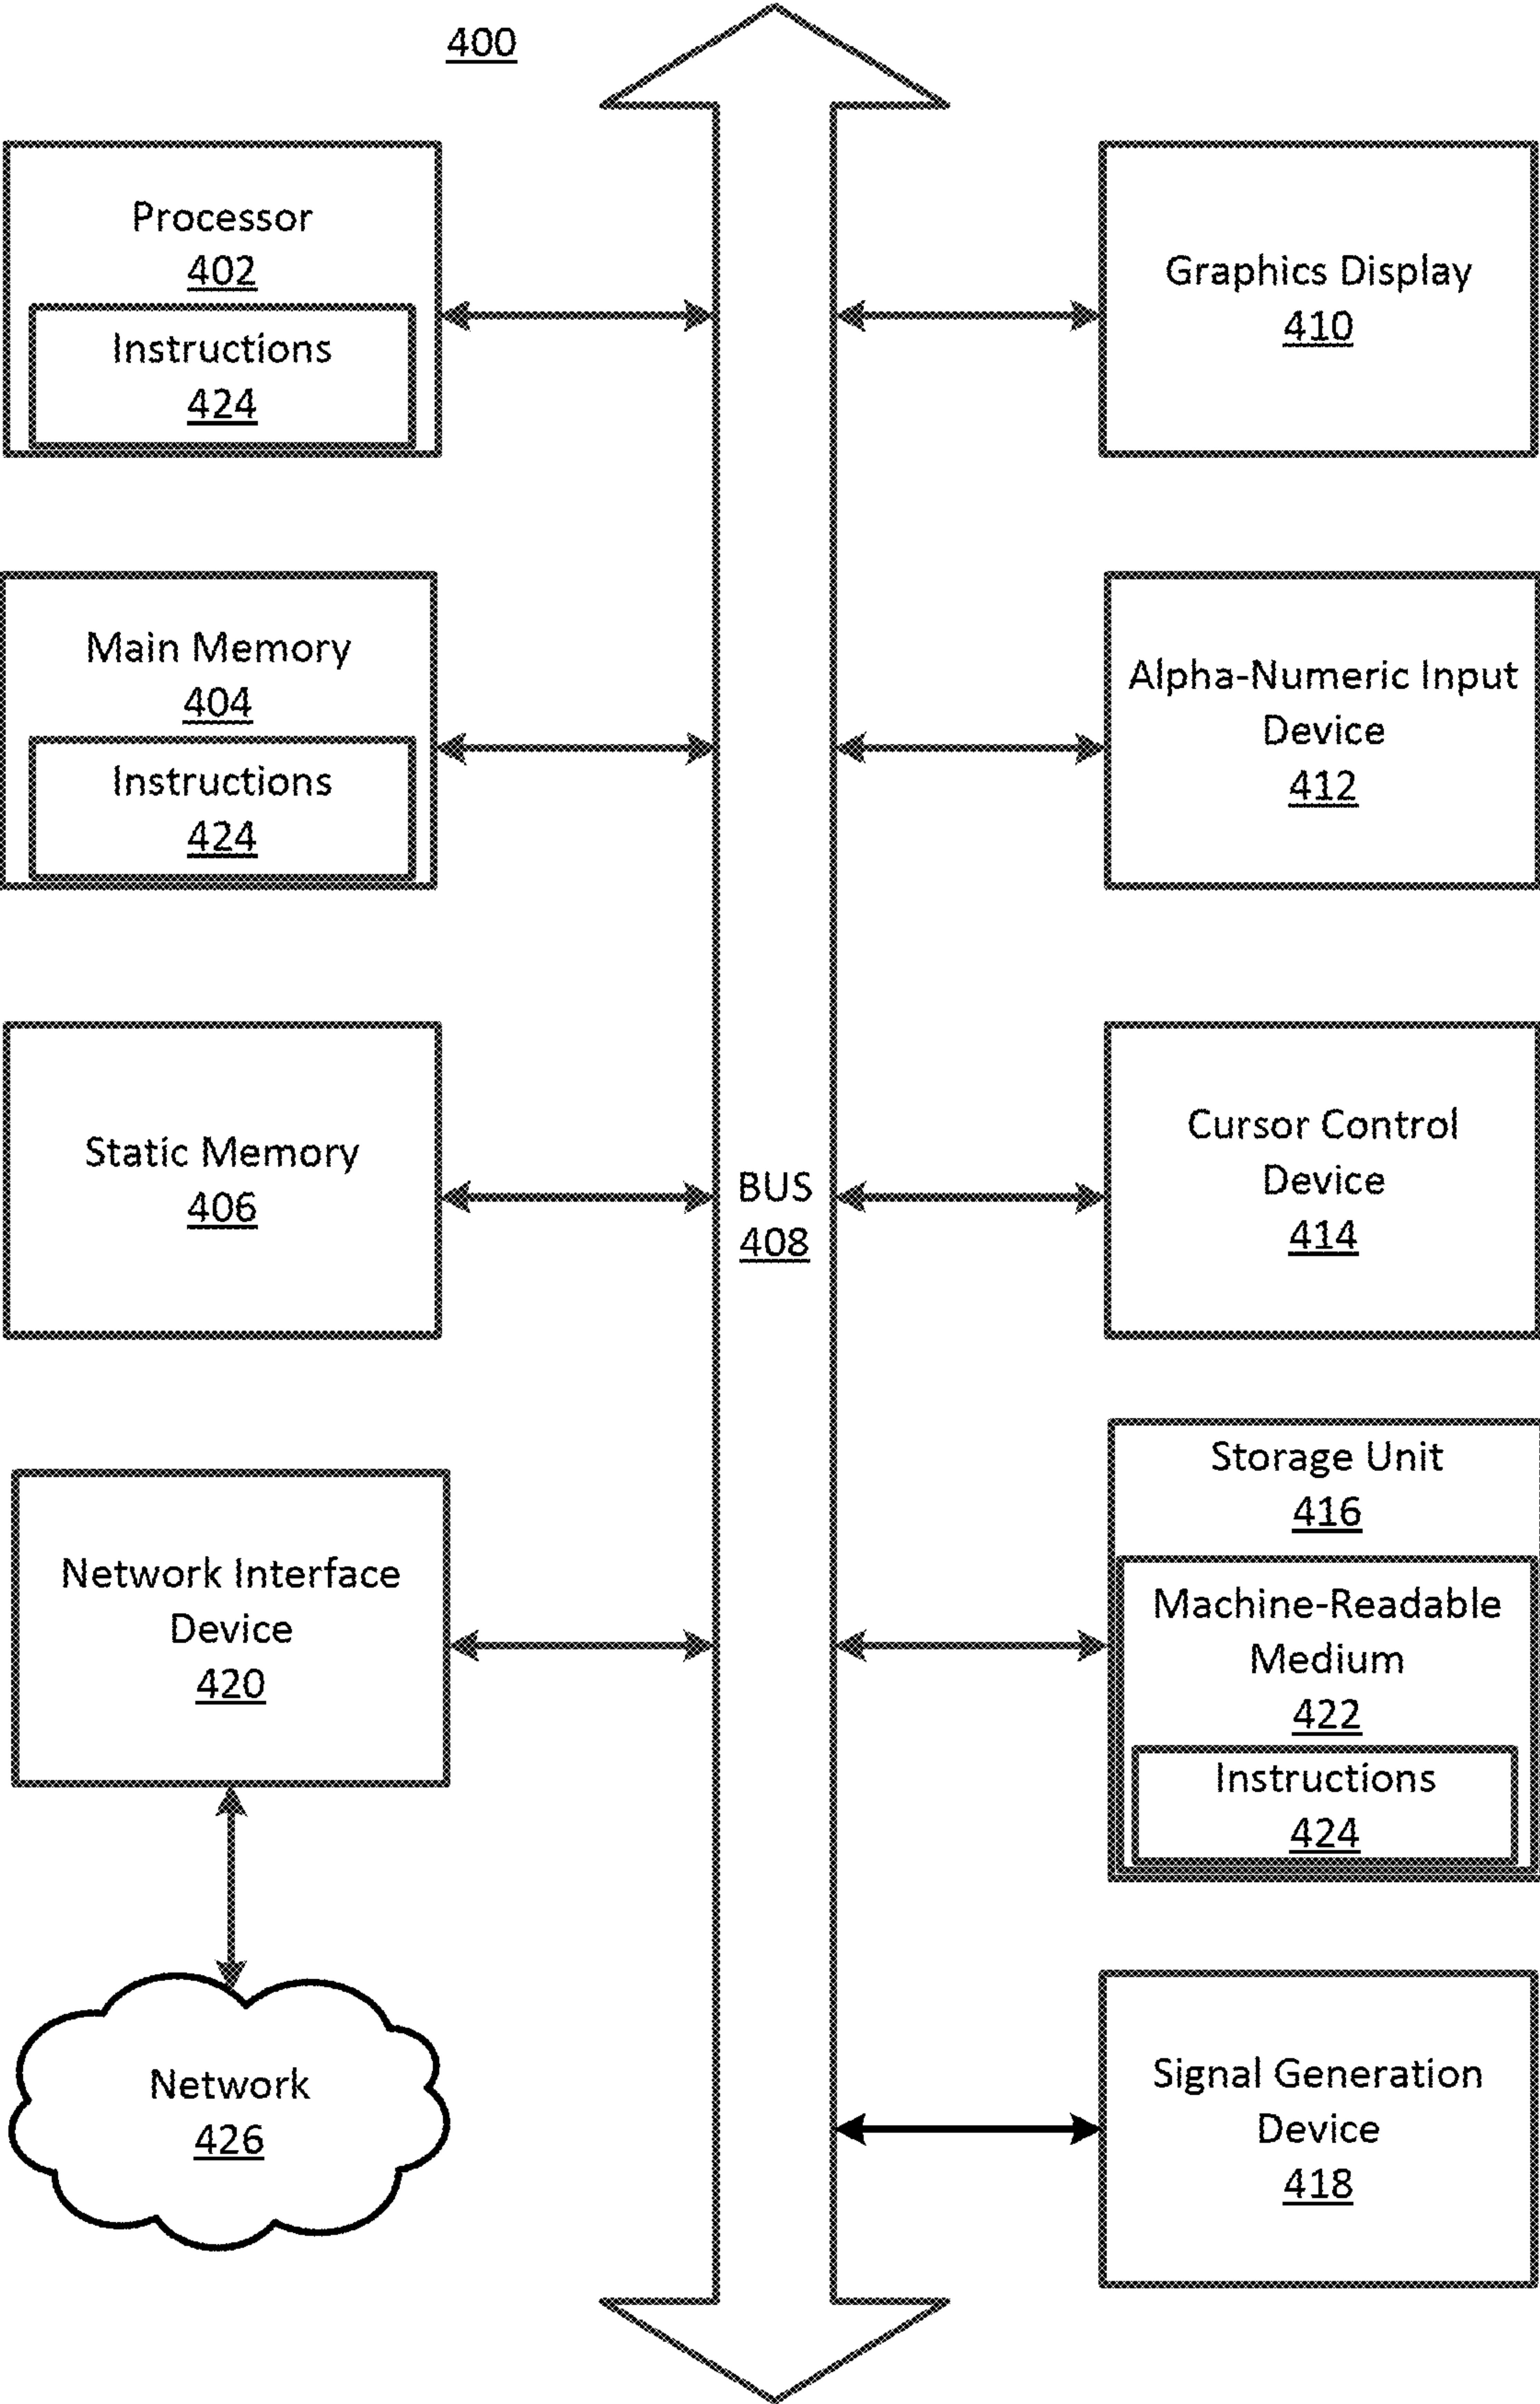 400
Processor
402
Instructions
424
Main Memory
404
Instructions
424
Static Memory
406
Network Interface
Device
420
Network
426
BUS
408
Graphics Display
410
Alpha-Numeric Input
Device
412
Cursor Control
Device
414
Storage Unit
416
Machine-Readable
Medium
422
Instructions
424
Signal Generation
Device
418